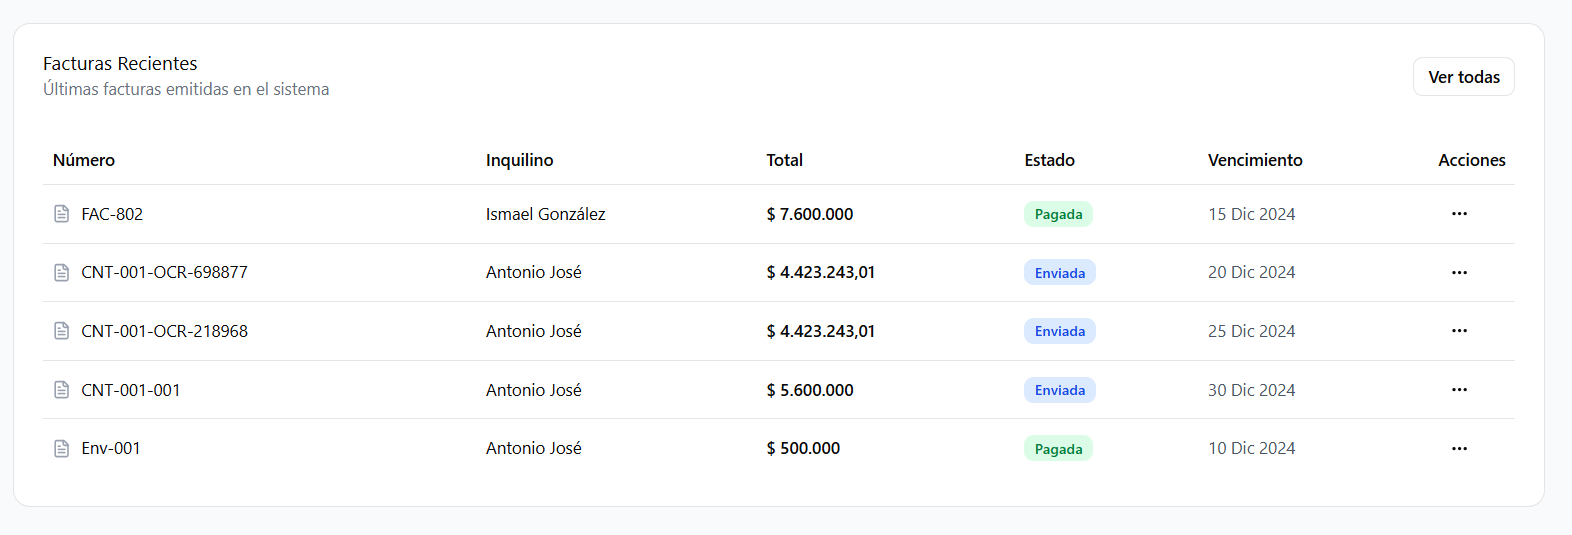 Facturas Recientes
Últimas facturas emitidas en el sistema
Ver todas
Número Inquilino Total Estado Vencimiento Acciones
FAC-802 Ismael González $ 7.600.000 Pagada 15 Dic 2024 ...
CNT-001-OCR-698877 Antonio José $ 4.423.243,01 Enviada 20 Dic 2024 ...
CNT-001-OCR-218968 Antonio José $ 4.423.243,01 Enviada 25 Dic 2024 ...
CNT-001-001 Antonio José $ 5.600.000 Enviada 30 Dic 2024 ...
Env-001 Antonio José $ 500.000 Pagada 10 Dic 2024 ...